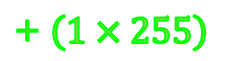 + (1 × 255)